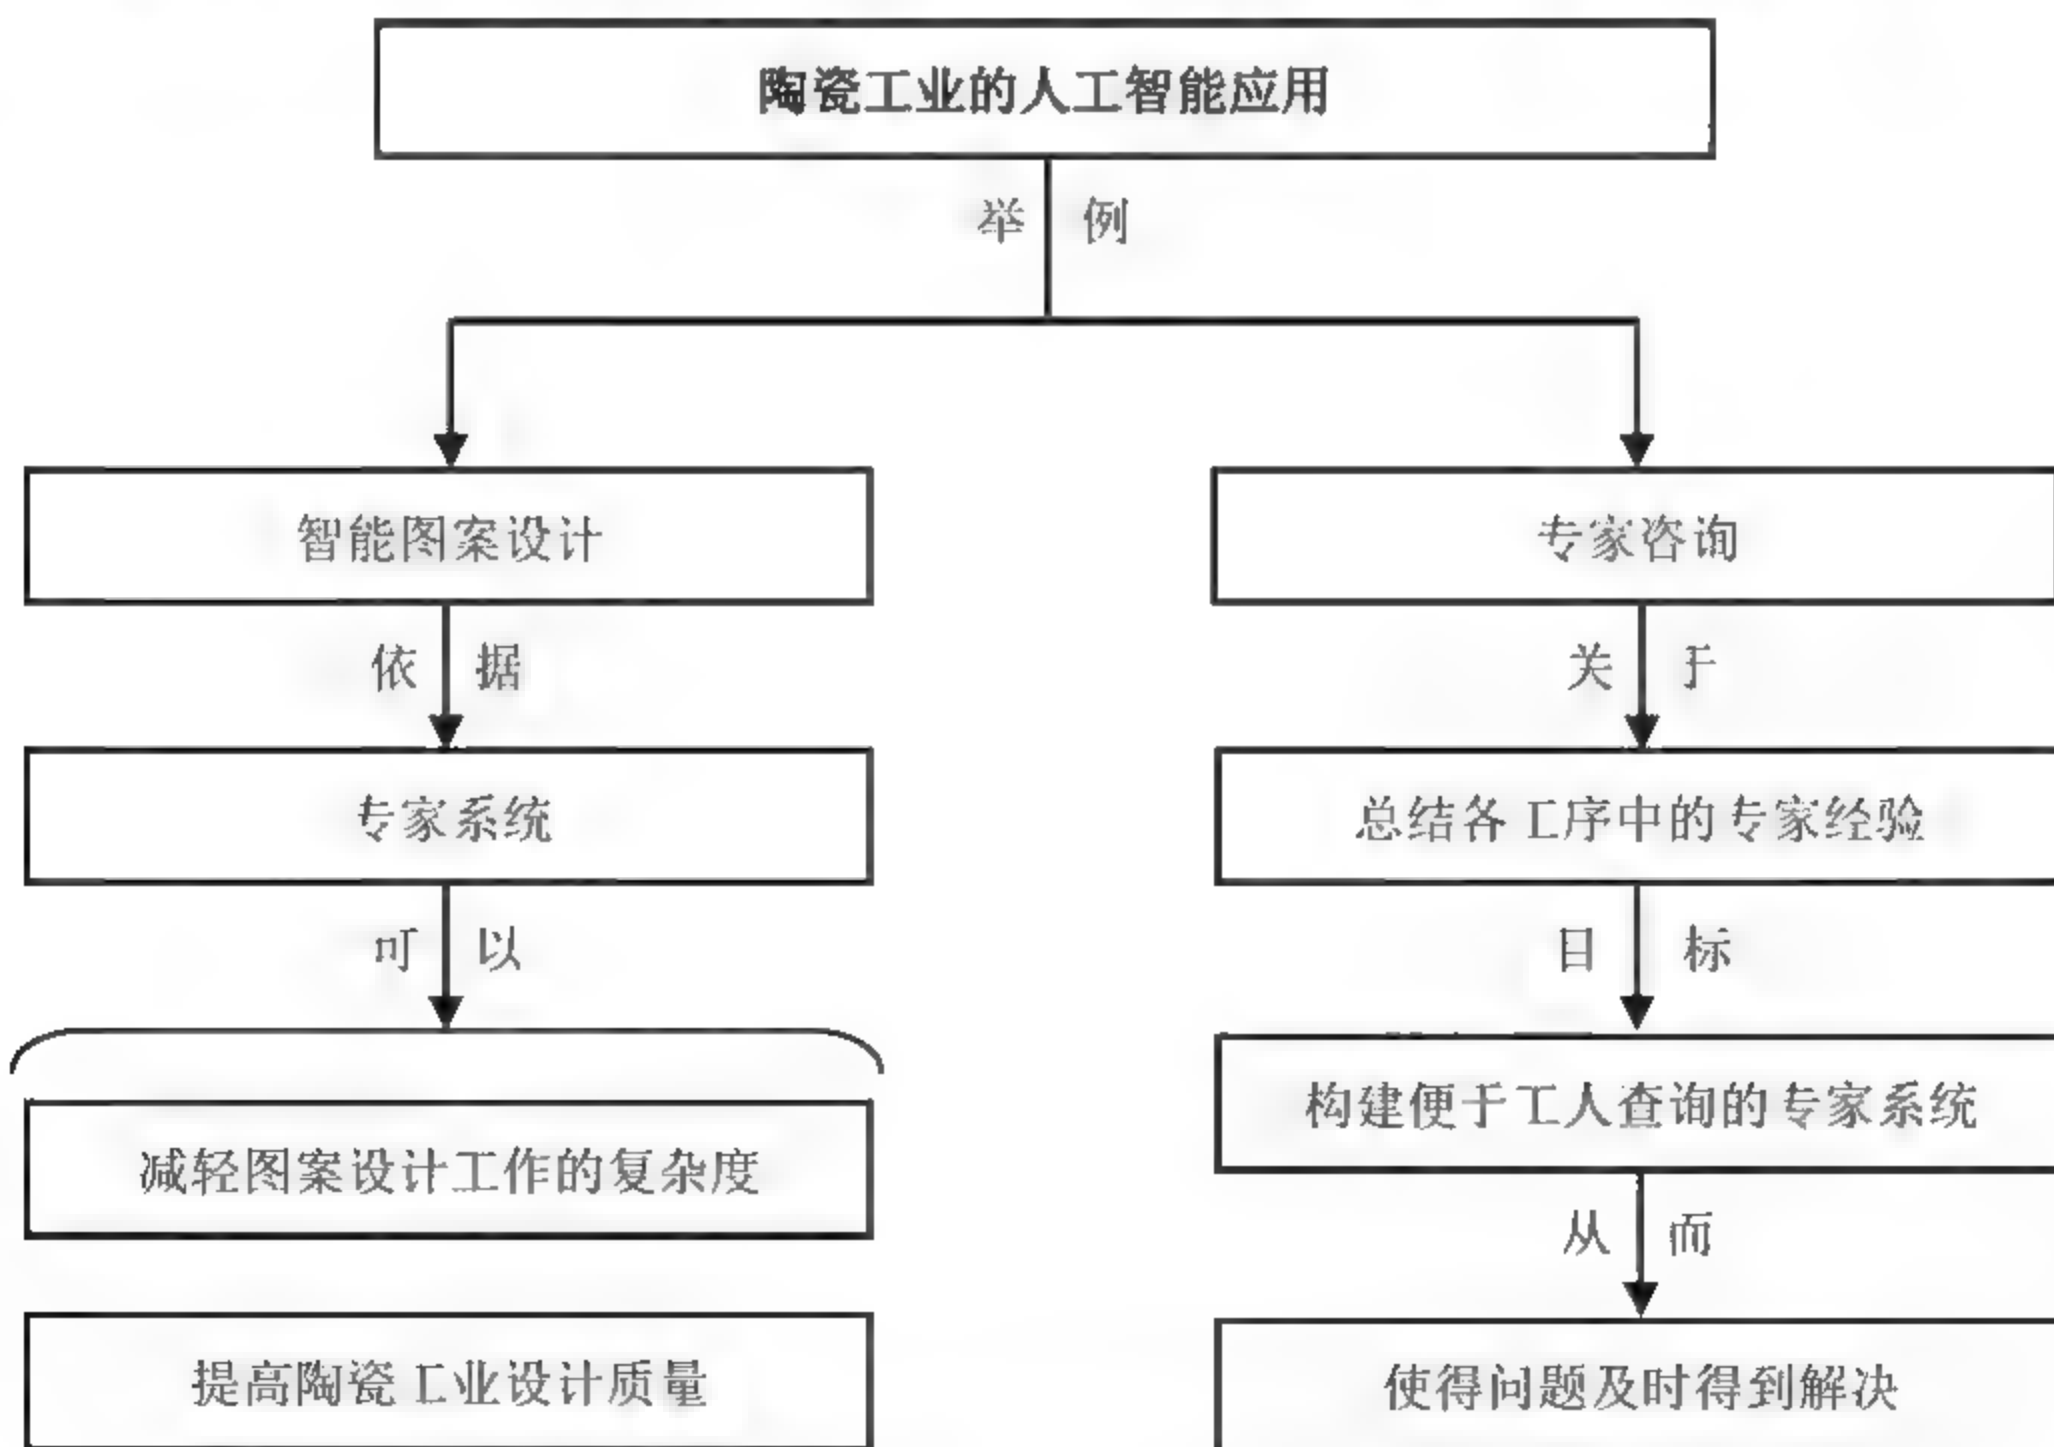 陶瓷工业的人工智能应用
举例
智能图案设计
依据
专家系统
可以
减轻图案设计工作的复杂度
提高陶瓷工业设计质量
专家咨询
关于
总结各工序中的专家经验
目标
构建便于工人查询的专家系统
从而
使得问题及时得到解决